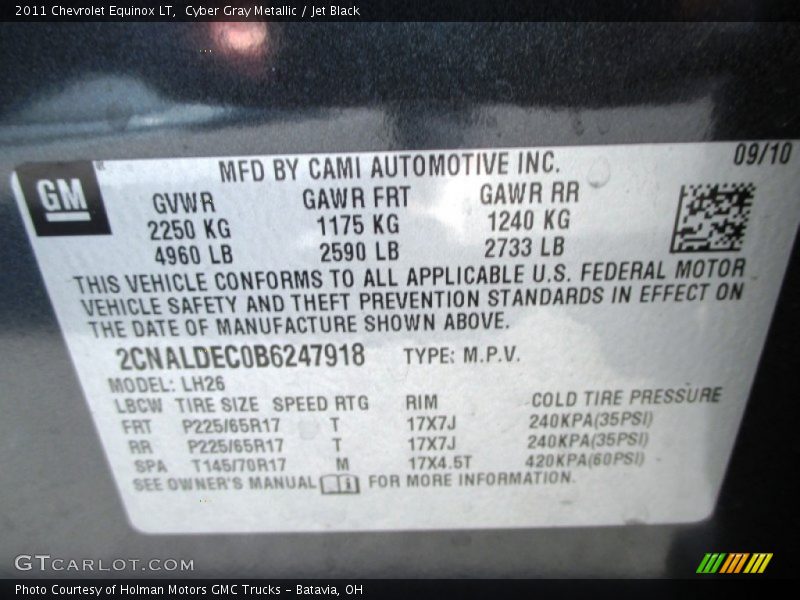 2011 Chevrolet Equinox LT,  Cyber Gray Metallic / Jet Black
MFD BY CAMI AUTOMOTIVE INC.
09/10
GM
GVWR GAWR FRT GAWR RR
2250 KG 1175 KG 1240 KG
4960 LB 2590 LB 2733 LB
THIS VEHICLE CONFORMS TO ALL APPLICABLE U.S. FEDERAL MOTOR
VEHICLE SAFETY AND THEFT PREVENTION STANDARDS IN EFFECT ON
THE DATE OF MANUFACTURE SHOWN ABOVE.
2CNALDEC0B6247918 TYPE: M.P.V.
MODEL: LH26
LBCW TIRE SIZE SPEED RTG RIM COLD TIRE PRESSURE
FRT P225/65R17 T 17X7J 240KPA(35PSI)
RR P225/65R17 T 17X7J 240KPA(35PSI)
SPA T145/70R17 M 17X4.5T 420KPA(60PSI)
SEE OWNER'S MANUAL FOR MORE INFORMATION.
GTCARLOT.COM
Photo Courtesy of Holman Motors GMC Trucks - Batavia, OH